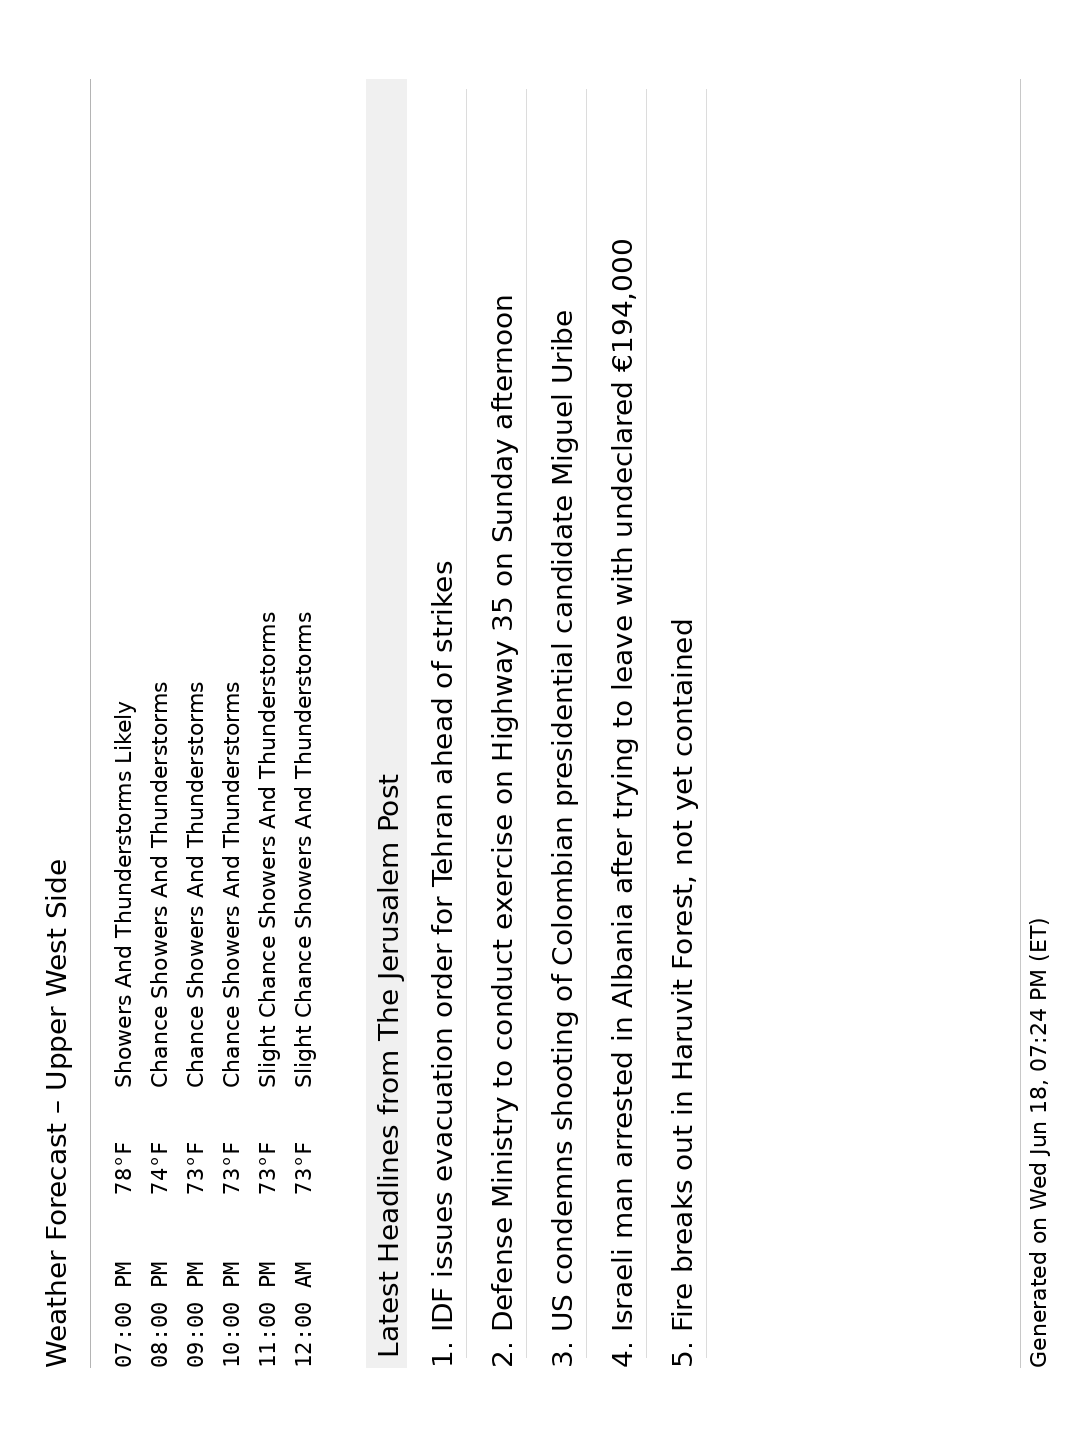 Weather Forecast – Upper West Side
07:00 PM 78°F Showers And Thunderstorms Likely
08:00 PM 74°F Chance Showers And Thunderstorms
09:00 PM 73°F Chance Showers And Thunderstorms
10:00 PM 73°F Chance Showers And Thunderstorms
11:00 PM 73°F Slight Chance Showers And Thunderstorms
12:00 AM 73°F Slight Chance Showers And Thunderstorms
Latest Headlines from The Jerusalem Post
1. IDF issues evacuation order for Tehran ahead of strikes
2. Defense Ministry to conduct exercise on Highway 35 on Sunday afternoon
3. US condemns shooting of Colombian presidential candidate Miguel Uribe
4. Israeli man arrested in Albania after trying to leave with undeclared €194,000
5. Fire breaks out in Haruvit Forest, not yet contained
Generated on Wed Jun 18, 07:24 PM (ET)